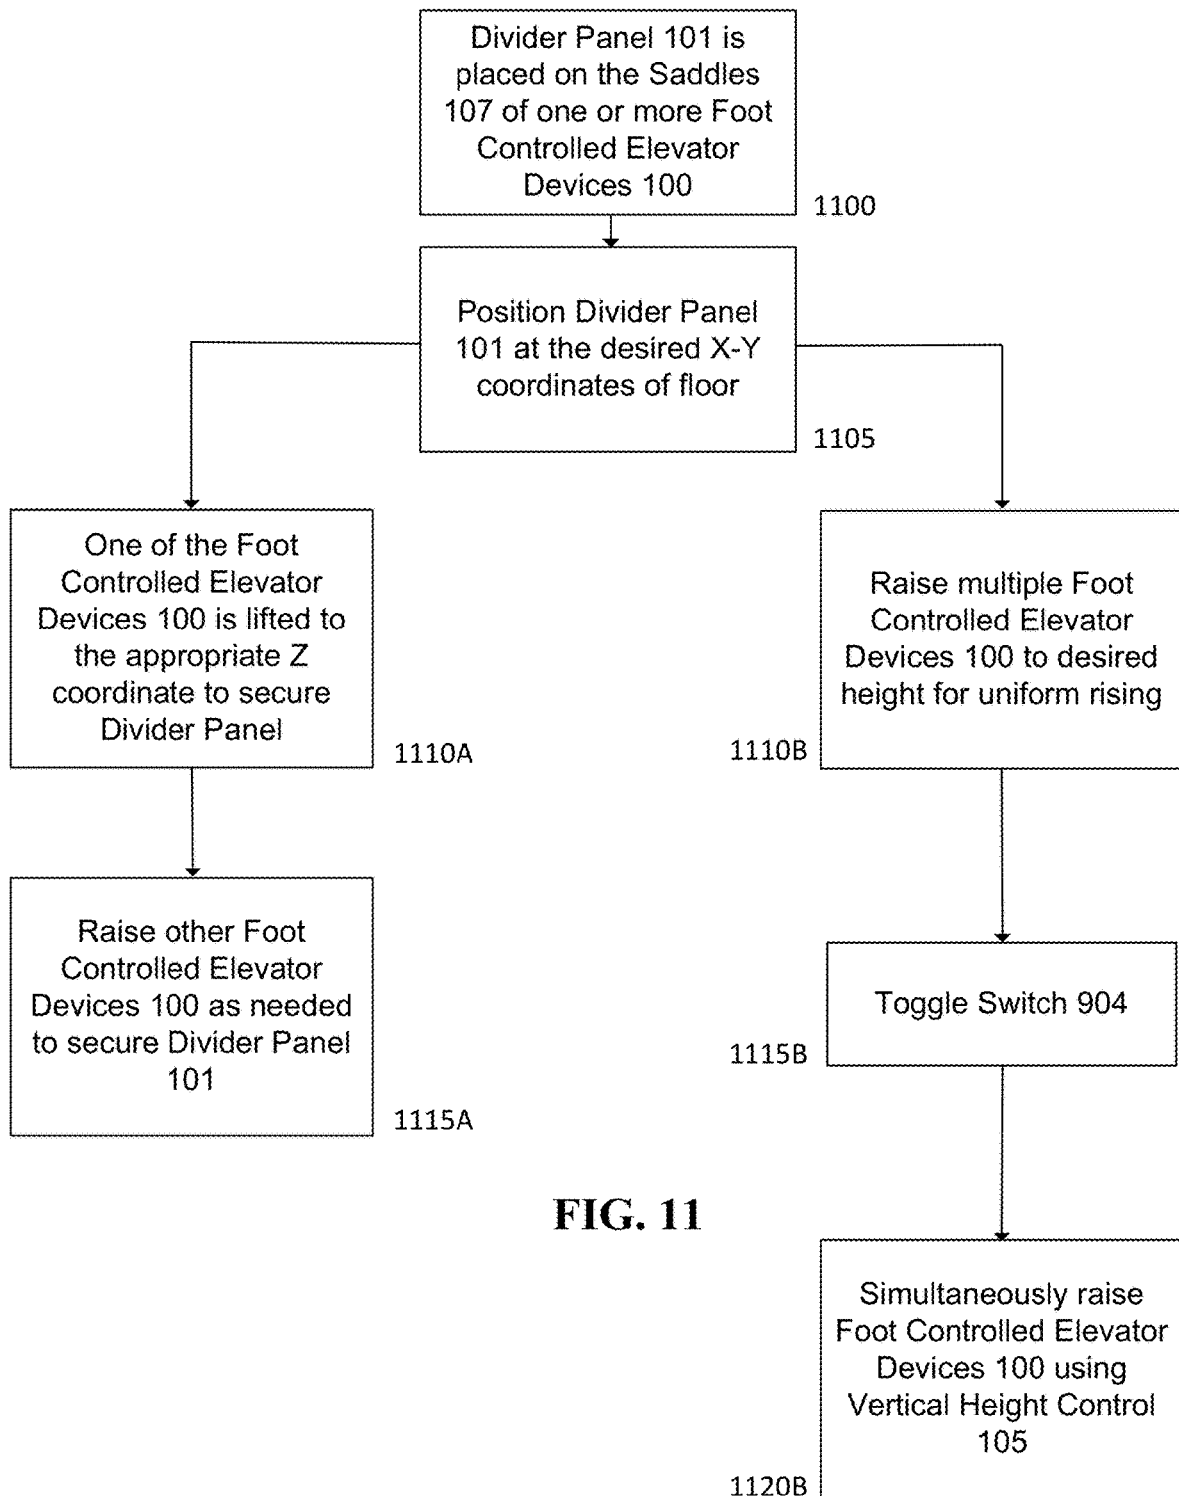 Divider Panel 101 is
placed on the Saddles
107 of one or more Foot
Controlled Elevator
Devices 100
1100
Position Divider Panel
101 at the desired X-Y
coordinates of floor
1105
One of the Foot
Controlled Elevator
Devices 100 is lifted to
the appropriate Z
coordinate to secure
Divider Panel
1110A
Raise multiple Foot
Controlled Elevator
Devices 100 to desired
height for uniform rising
1110B
Raise other Foot
Controlled Elevator
Devices 100 as needed
to secure Divider Panel
101
1115A
Toggle Switch 904
1115B
FIG. 11
Simultaneously raise
Foot Controlled Elevator
Devices 100 using
Vertical Height Control
105
1120B